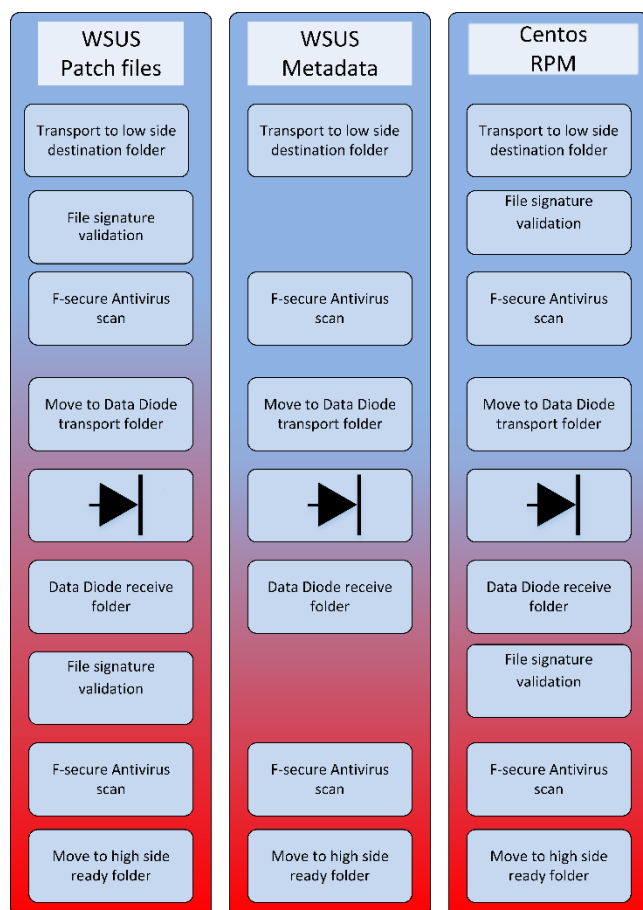 WSUS
Patch files
Transport to low side
destination folder
File signature
validation
F-secure Antivirus
scan
Move to Data Diode
transport folder
Data Diode receive
folder
File signature
validation
F-secure Antivirus
scan
Move to high side
ready folder
WSUS
Metadata
Transport to low side
destination folder
F-secure Antivirus
scan
Move to Data Diode
transport folder
Data Diode receive
folder
F-secure Antivirus
scan
Move to high side
ready folder
Centos
RPM
Transport to low side
destination folder
File signature
validation
F-secure Antivirus
scan
Move to Data Diode
transport folder
Data Diode receive
folder
File signature
validation
F-secure Antivirus
scan
Move to high side
ready folder